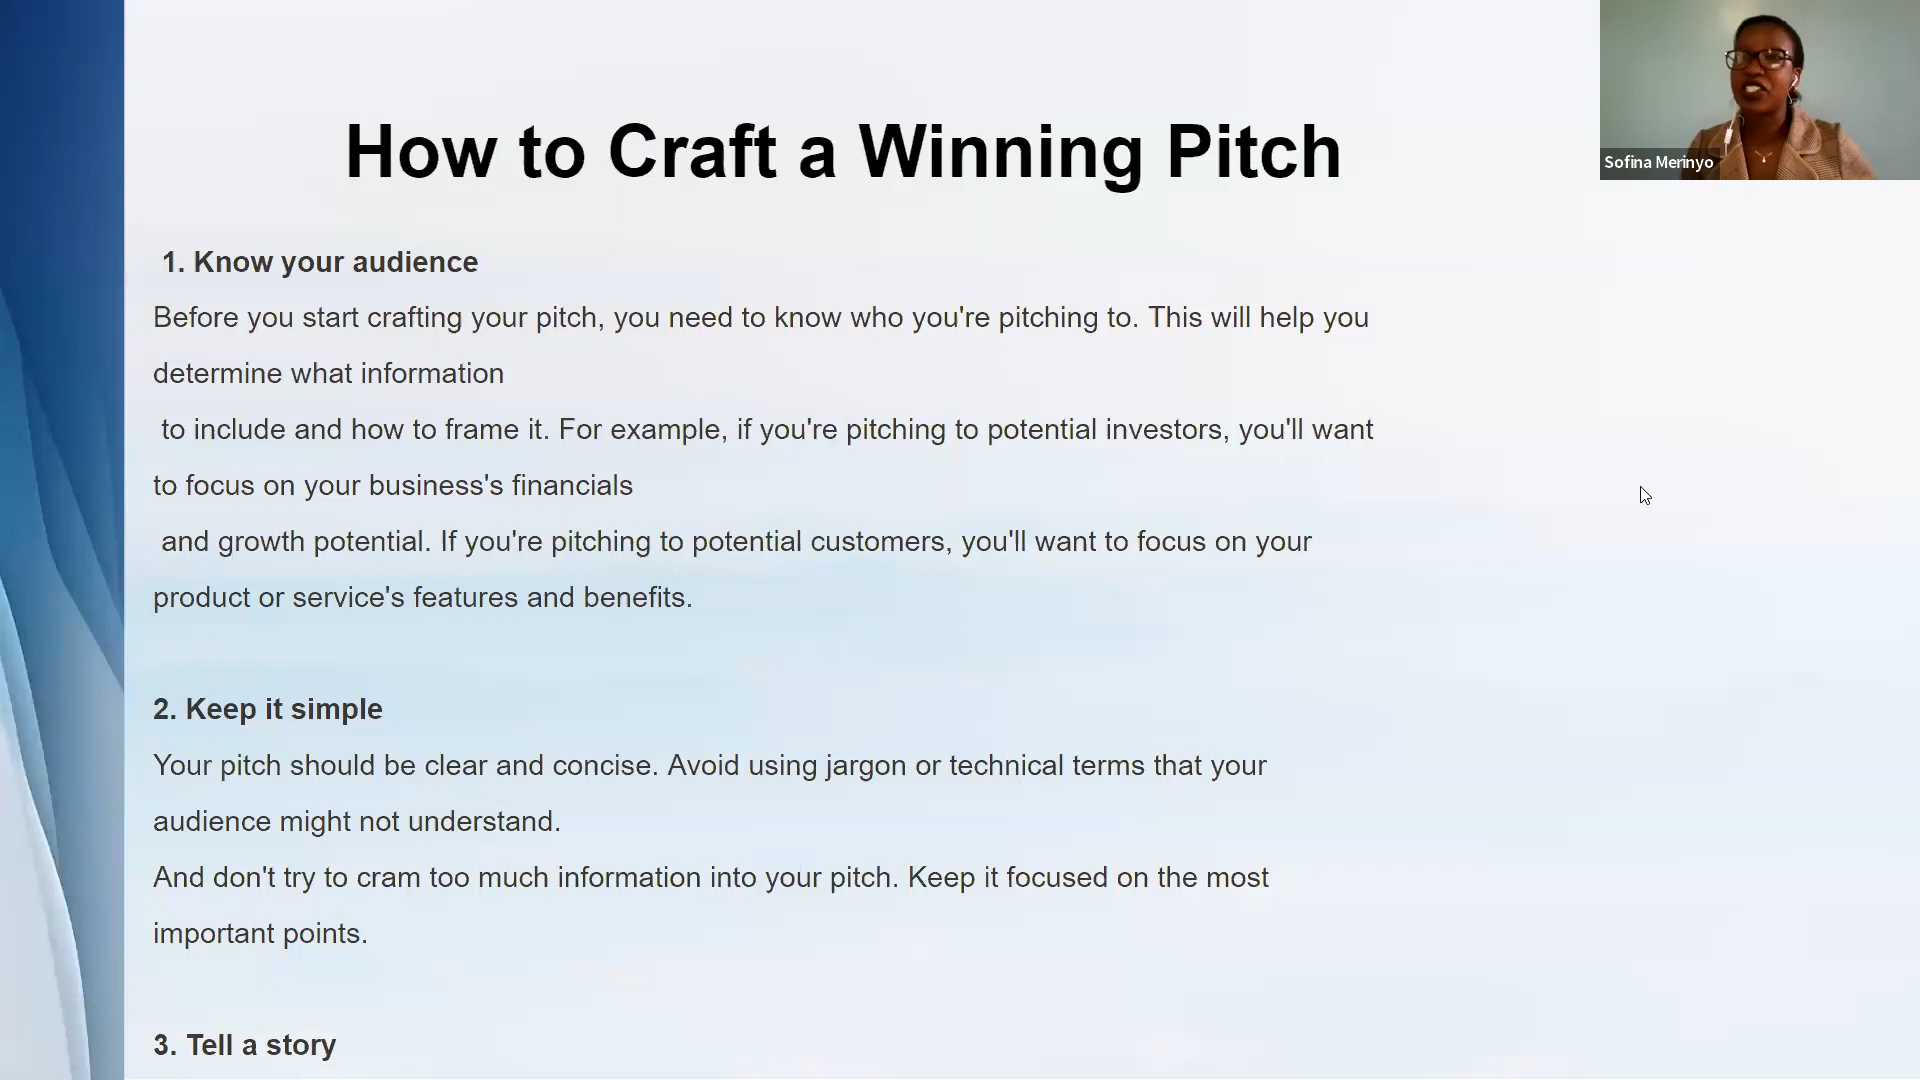 How to Craft a Winning Pitch
Sofina Merinyo
1. Know your audience
Before you start crafting your pitch, you need to know who you're pitching to. This will help you
determine what information
to include and how to frame it. For example, if you're pitching to potential investors, you'll want
to focus on your business's financials
and growth potential. If you're pitching to potential customers, you'll want to focus on your
product or service's features and benefits.
2. Keep it simple
Your pitch should be clear and concise. Avoid using jargon or technical terms that your
audience might not understand.
And don't try to cram too much information into your pitch. Keep it focused on the most
important points.
3. Tell a story